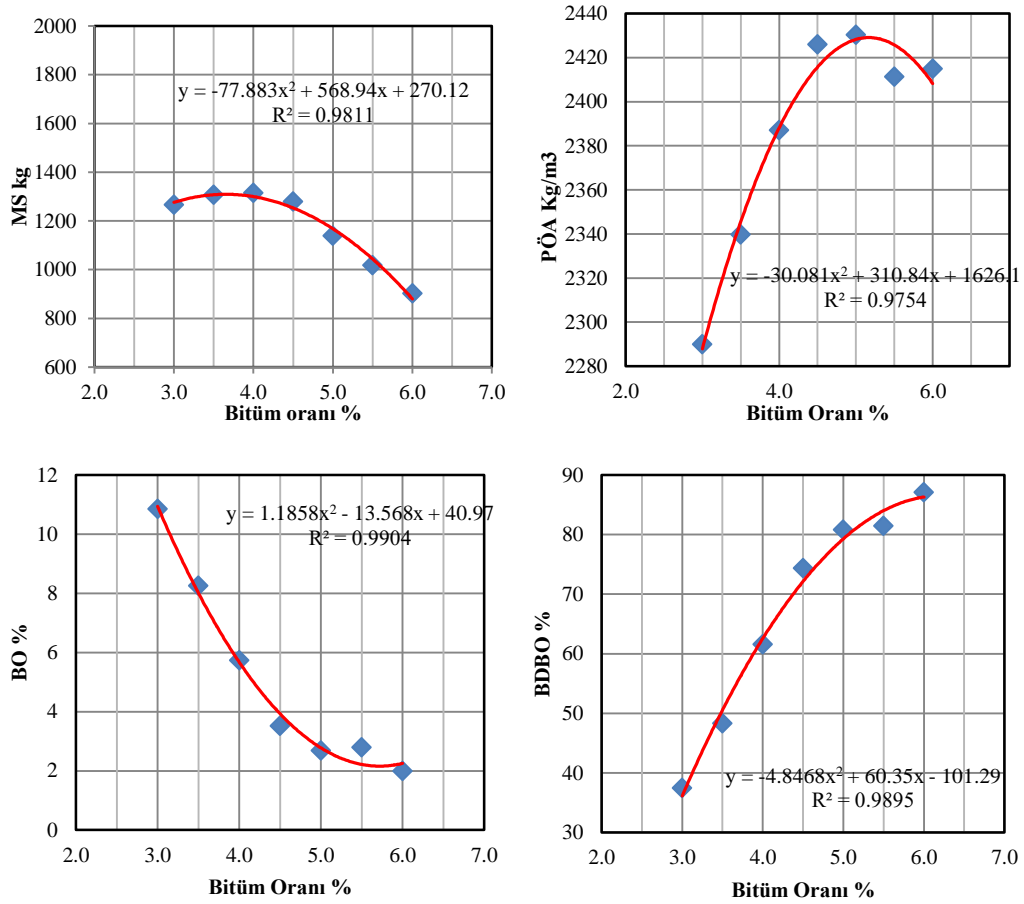 2000
1800
1600
1400
1200
1000
800
600
MS kg
y = -77.883x² + 568.94x + 270.12
R² = 0.9811
2.0 3.0 4.0 5.0 6.0 7.0
Bitüm oranı %
2440
2420
2400
2380
2360
2340
2320
2300
2280
PÖA Kg/m3
y = -30.081x² + 310.84x + 1626.1
R² = 0.9754
2.0 4.0 6.0
Bitüm Oranı %
12
10
8
6
4
2
0
BO %
y = 1.1858x² - 13.568x + 40.97
R² = 0.9904
2.0 3.0 4.0 5.0 6.0 7.0
Bitüm Oranı %
90
80
70
60
50
40
30
BDBO %
y = -4.8468x² + 60.35x - 101.29
R² = 0.9895
2.0 3.0 4.0 5.0 6.0 7.0
Bitüm Oranı %